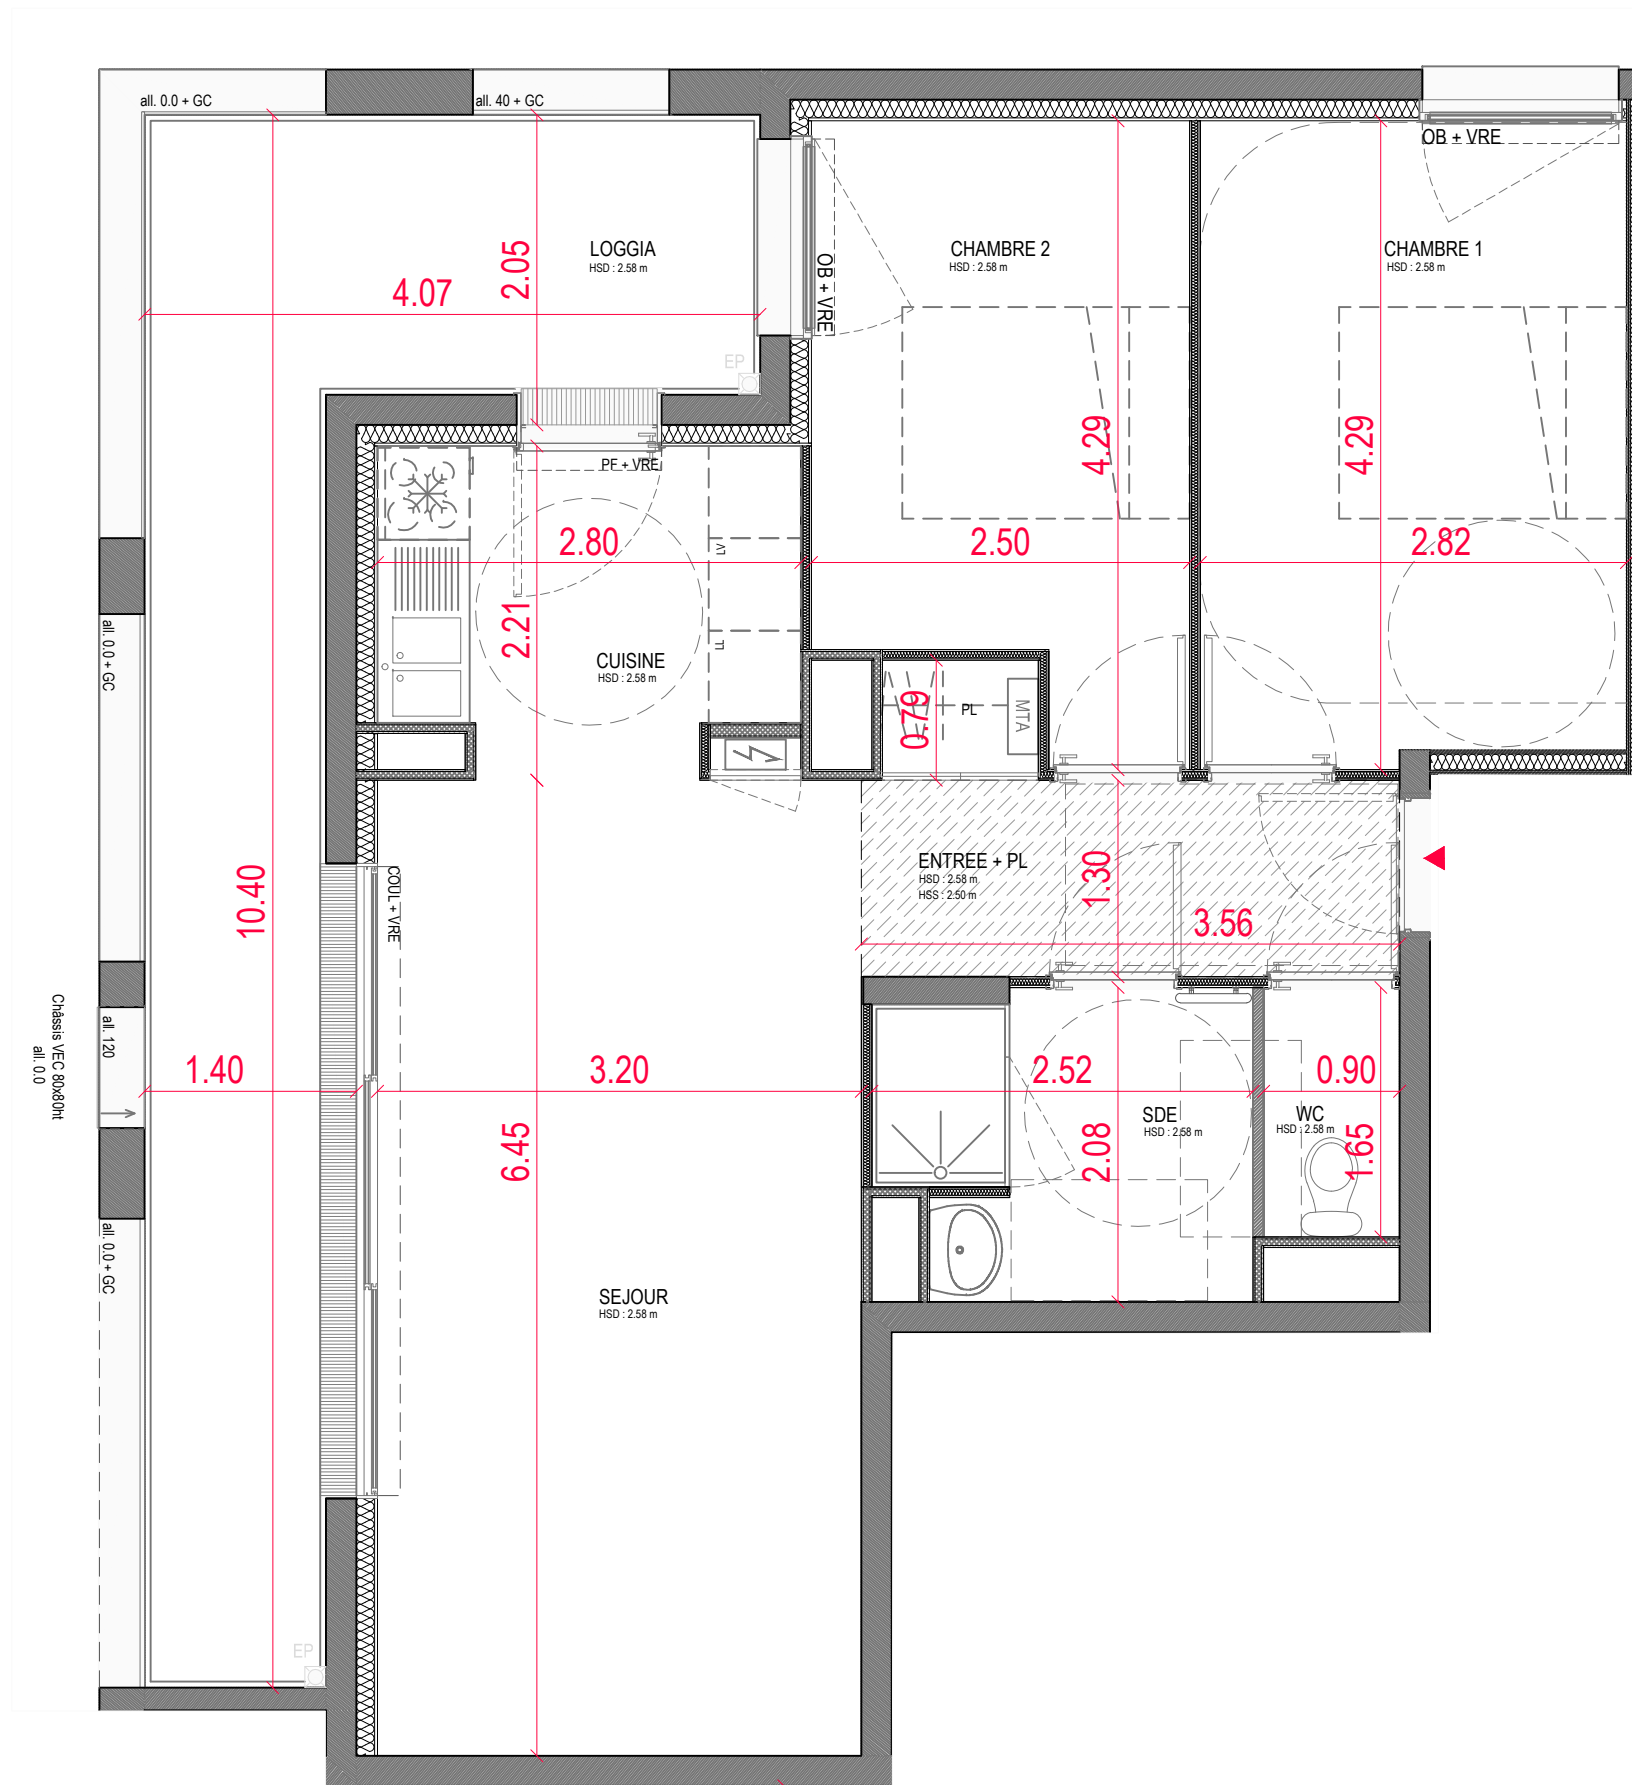 all. 0.0 + GC
all. 40 + GC
OB + VRE
LOGGIA
HSD : 2.58 m
2.05
4.07
OB + VRE
CHAMBRE 2
HSD : 2.58 m
CHAMBRE 1
HSD : 2.58 m
EP
4.29
4.29
PF + VRE
2.80
2.50
2.82
LV
2.21
LL
CUISINE
HSD : 2.58 m
all. 0.0 + GC
0.79
PL
MTA
10.40
COUL + VRE
ENTREE + PL
HSD : 2.58 m
HSS : 2.50 m
1.30
3.56
Châssis VEC 80x80ht
all. 0.0
all. 120
1.40
3.20
2.52
0.90
SDE
HSD : 2.58 m
WC
HSD : 2.58 m
6.45
2.08
1.65
all. 0.0 + GC
SEJOUR
HSD : 2.58 m
EP